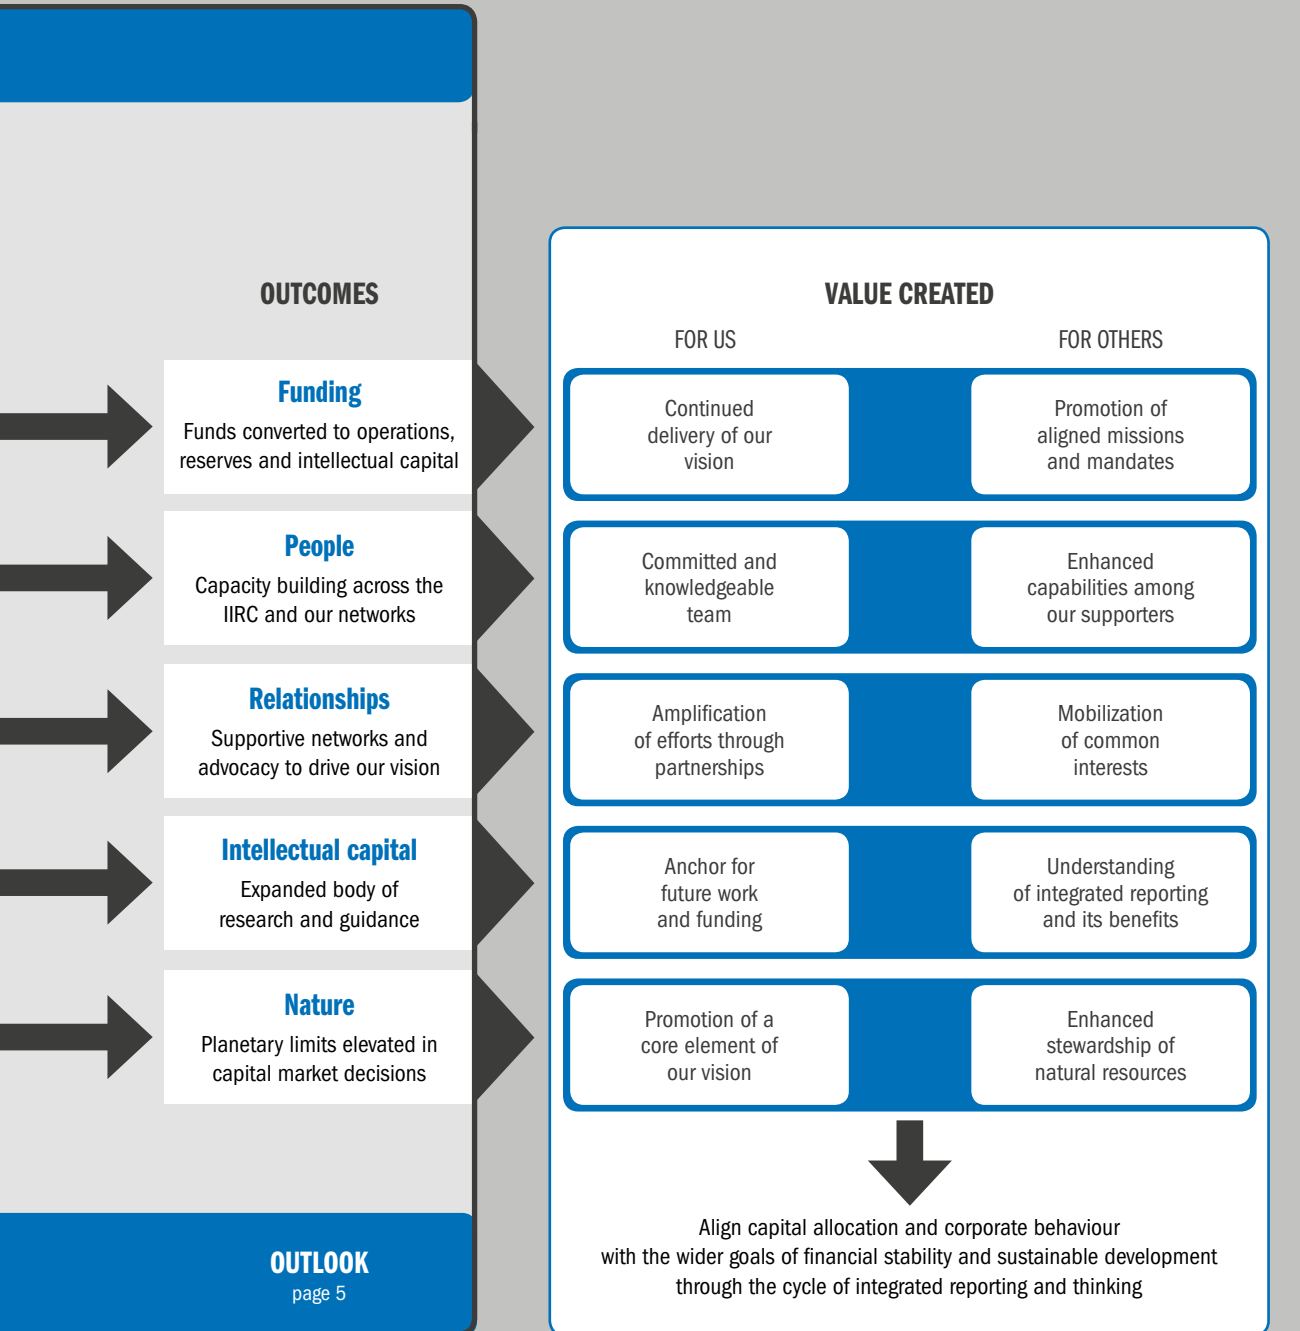 OUTCOMES
Funding
Funds converted to operations,
reserves and intellectual capital
People
Capacity building across the
IIRC and our networks
Relationships
Supportive networks and
advocacy to drive our vision
Intellectual capital
Expanded body of
research and guidance
Nature
Planetary limits elevated in
capital market decisions
OUTLOOK
page 5
VALUE CREATED
FOR US
FOR OTHERS
Continued
delivery of our
vision
Promotion of
aligned missions
and mandates
Committed and
knowledgeable
team
Enhanced
capabilities among
our supporters
Amplification
of efforts through
partnerships
Mobilization
of common
interests
Anchor for
future work
and funding
Understanding
of integrated reporting
and its benefits
Promotion of a
core element of
our vision
Enhanced
stewardship of
natural resources
Align capital allocation and corporate behaviour
with the wider goals of financial stability and sustainable development
through the cycle of integrated reporting and thinking